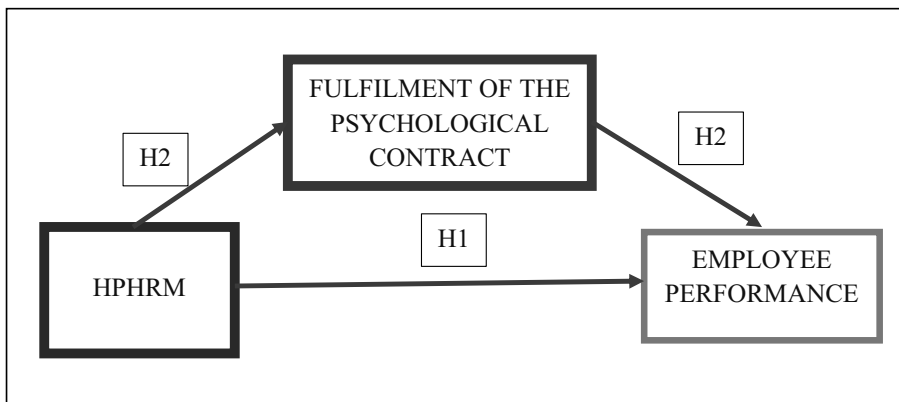 FULFILMENT OF THE
PSYCHOLOGICAL
CONTRACT
H2
H2
H1
HPHRM
EMPLOYEE
PERFORMANCE